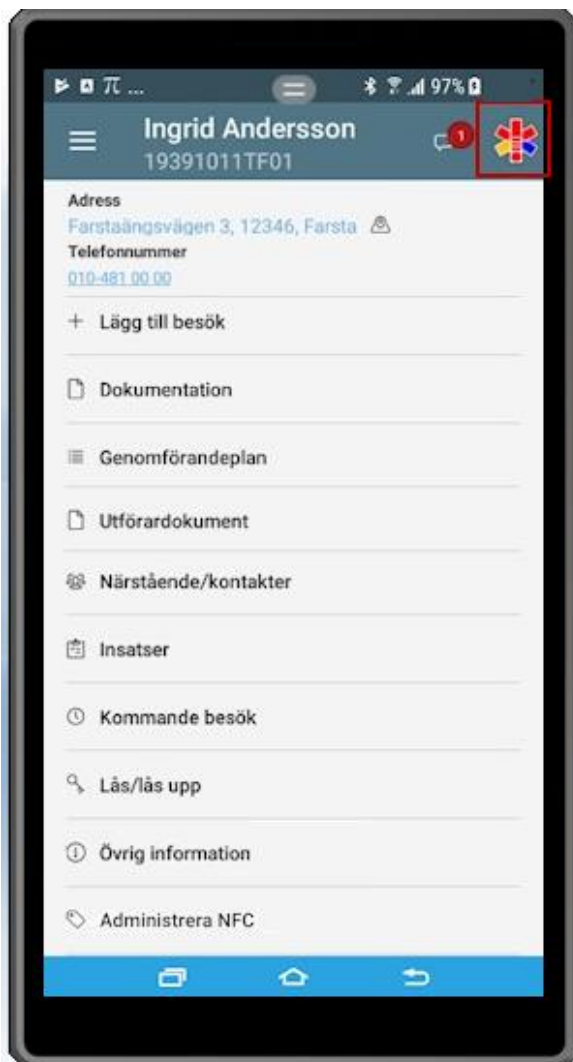 π ... 97%
Ingrid Andersson
1
19391011TF01
Adress
Farstaängsvägen 3, 12346, Farsta
Telefonnummer
010-481 00 00
+ Lägg till besök
Dokumentation
Genomförandeplan
Utförardokument
Närstående/kontakter
Insatser
Kommande besök
Lås/lås upp
Övrig information
Administrera NFC